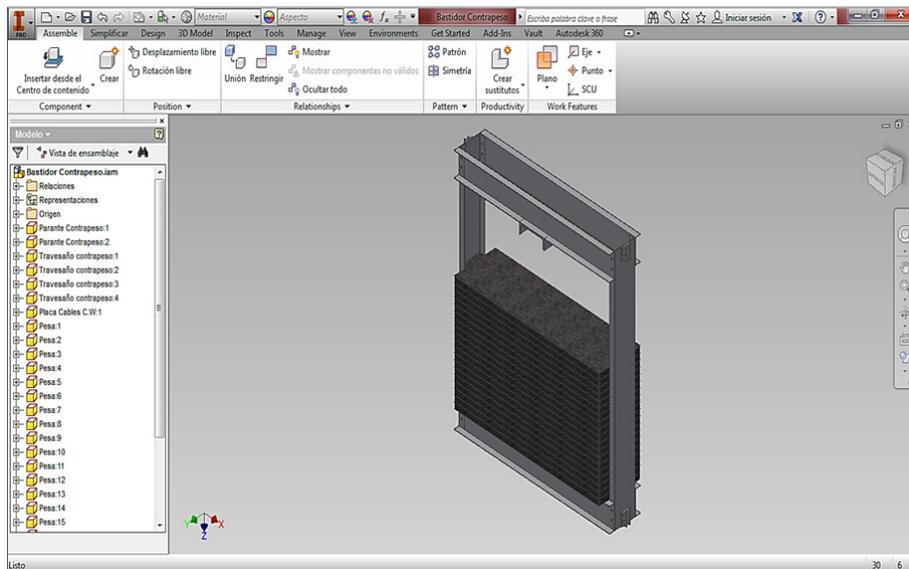 Material Aspecto Bastidor Contrapeso Escriba palabra clave o frase Iniciar sesión
PRO Assemble Simplificar Design 3D Model Inspect Tools Manage View Environments Get Started Add-Ins Vault Autodesk 360
Desplazamiento libre Mostrar Patrón Eje
Rotación libre Mostrar componentes no válidos Simetría Punto
Insertar desde el Centro de contenido Crear Unión Restringir Ocultar todo Crear sustitutos Plano SCU
Component Position Relationships Pattern Productivity Work Features
Modelo
Vista de ensamblaje
Bastidor Contrapeso.iam
Relaciones
Representaciones
Origen
Parante Contrapeso:1
Parante Contrapeso:2
Travesaño contrapeso:1
Travesaño contrapeso:2
Travesaño contrapeso:3
Travesaño contrapeso:4
Placa Cables C.W:1
Pesa:1
Pesa:2
Pesa:3
Pesa:4
Pesa:5
Pesa:6
Pesa:7
Pesa:8
Pesa:9
Pesa:10
Pesa:11
Pesa:12
Pesa:13
Pesa:14
Pesa:15
Y X
Z
Listo 30 6